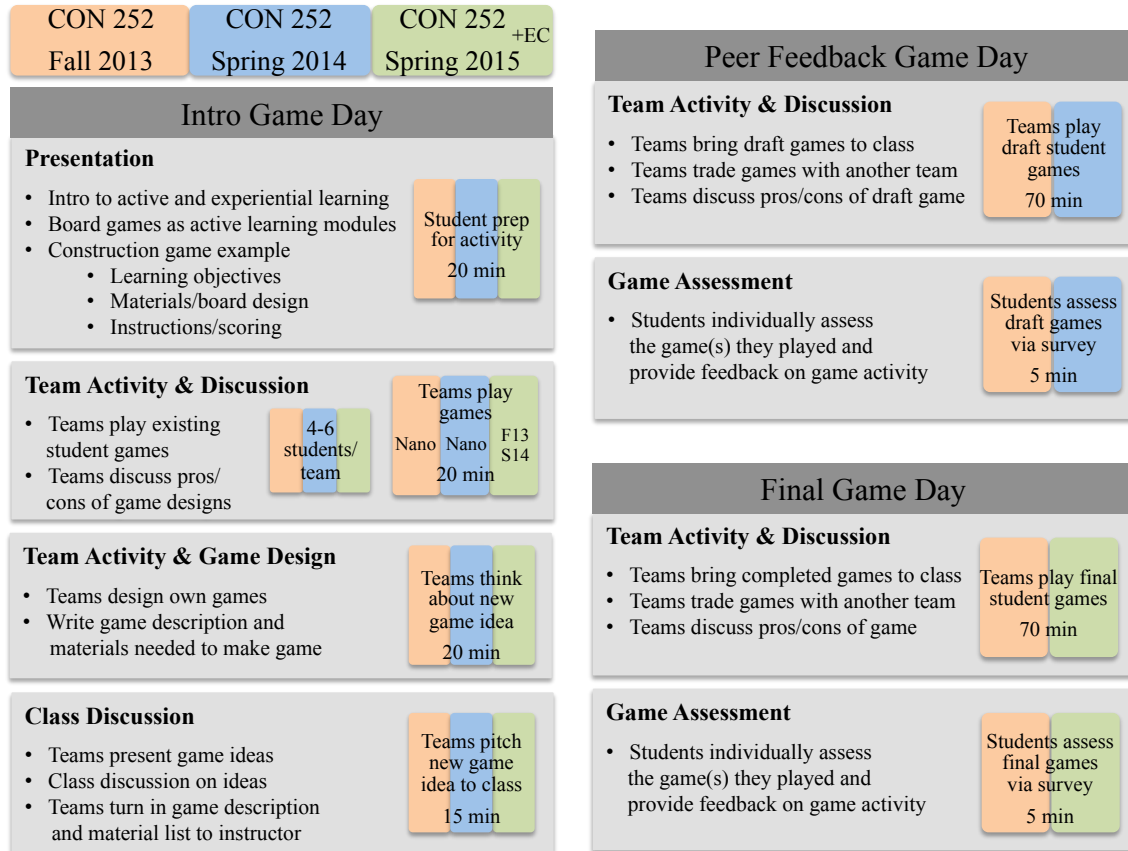 CON 252
Fall 2013
CON 252
Spring 2014
CON 252
+EC
Spring 2015
Intro Game Day
Presentation
• Intro to active and experiential learning
• Board games as active learning modules
• Construction game example
• Learning objectives
• Materials/board design
• Instructions/scoring
Student prep
for activity
20 min
Team Activity & Discussion
• Teams play existing
student games
• Teams discuss pros/
cons of game designs
4-6
students/
team
Teams play
games
Nano
Nano
F13
S14
20 min
Team Activity & Game Design
• Teams design own games
• Write game description and
materials needed to make game
Teams think
about new
game idea
20 min
Class Discussion
• Teams present game ideas
• Class discussion on ideas
• Teams turn in game description
and material list to instructor
Teams pitch
new game
idea to class
15 min
Peer Feedback Game Day
Team Activity & Discussion
• Teams bring draft games to class
• Teams trade games with another team
• Teams discuss pros/cons of draft game
Teams play
draft student
games
70 min
Game Assessment
• Students individually assess
the game(s) they played and
provide feedback on game activity
Students assess
draft games
via survey
5 min
Final Game Day
Team Activity & Discussion
• Teams bring completed games to class
• Teams trade games with another team
• Teams discuss pros/cons of game
Teams play final
student games
70 min
Game Assessment
• Students individually assess
the game(s) they played and
provide feedback on game activity
Students assess
final games
via survey
5 min